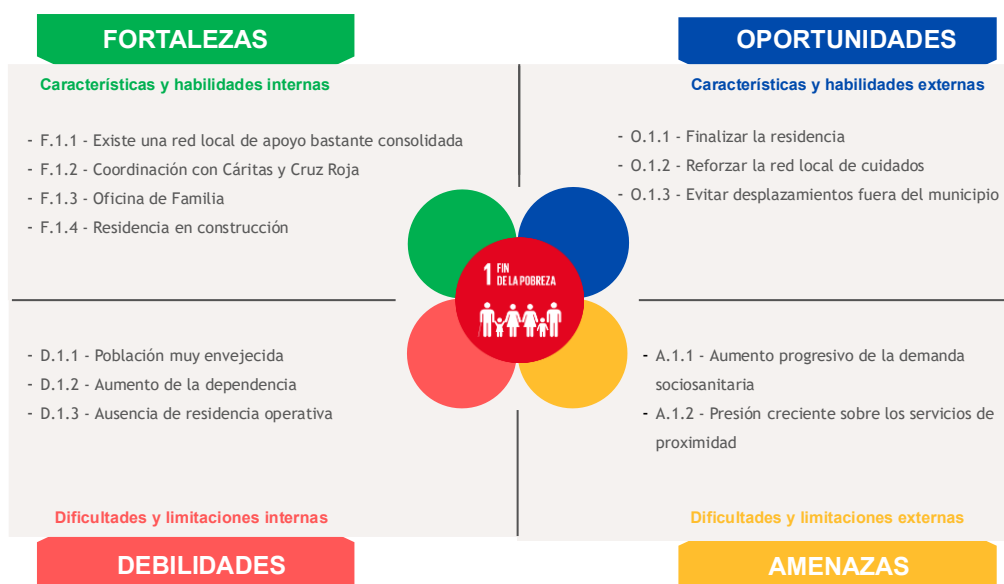 FORTALEZAS
Características y habilidades internas
- F.1.1 - Existe una red local de apoyo bastante consolidada
- F.1.2 - Coordinación con Cáritas y Cruz Roja
- F.1.3 - Oficina de Familia
- F.1.4 - Residencia en construcción
OPORTUNIDADES
Características y habilidades externas
- O.1.1 - Finalizar la residencia
- O.1.2 - Reforzar la red local de cuidados
- O.1.3 - Evitar desplazamientos fuera del municipio
1 FIN
DE LA POBREZA
- D.1.1 - Población muy envejecida
- D.1.2 - Aumento de la dependencia
- D.1.3 - Ausencia de residencia operativa
Dificultades y limitaciones internas
DEBILIDADES
- A.1.1 - Aumento progresivo de la demanda
sociosanitaria
- A.1.2 - Presión creciente sobre los servicios de
proximidad
Dificultades y limitaciones externas
AMENAZAS